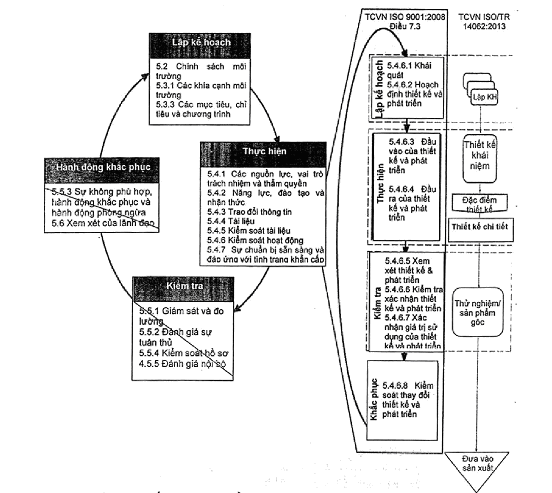 Lập kế hoạch
5.2 Chính sách môi
trường
5.3.1 Các khía cạnh môi
trường
5.3.3 Các mục tiêu, chỉ
tiêu và chương trình
Thực hiện
5.4.1 Các nguồn lực, vai trò
trách nhiệm và thẩm quyền
5.4.2 Năng lực, đào tạo và
nhận thức
5.4.3 Trao đổi thông tin
5.4.4 Tài liệu
5.4.5 Kiểm soát tài liệu
5.4.6 Kiểm soát hoạt động
5.4.7 Sự chuẩn bị sẵn sàng và
đáp ứng với tình trạng khẩn cấp
Kiểm tra
5.5.1 Giám sát và đo
lường
5.5.2 Đánh giá sự
tuân thủ
5.5.4 Kiểm soát hồ sơ
4.5.5 Đánh giá nội bộ
Hành động khắc phục
5.5.3 Sự không phù hợp,
hành động khắc phục và
hành động phòng ngừa
5.6 Xem xét của lãnh đạo
TCVN ISO 9001:2008
Điều 7.3
Lập kế hoạch
5.4.6.1 Khái
quát
5.4.6.2 Hoạch
định thiết kế và
phát triển
Thực hiện
5.4.6.3 Đầu
vào của thiết
kế và phát
triển
5.4.6.4 Đầu
ra của thiết kế
và phát triển
Kiểm tra
5.4.6.5 Xem
xét thiết kế &
phát triển
5.4.6.6 Kiểm tra
xác nhận thiết
kế và phát triển
5.4.6.7 Xác
nhận giá trị sử
dụng của thiết
kế và phát triển
Khắc phục
5.4.6.8 Kiểm
soát thay đổi
thiết kế và
phát triển
TCVN ISO/TR
14062:2013
Lập KH
Thiết kế
khái
niệm
Đặc điểm
thiết kế
Thiết kế chi tiết
Thử nghiệm/
sản phẩm
gốc
Đưa vào
sản xuất